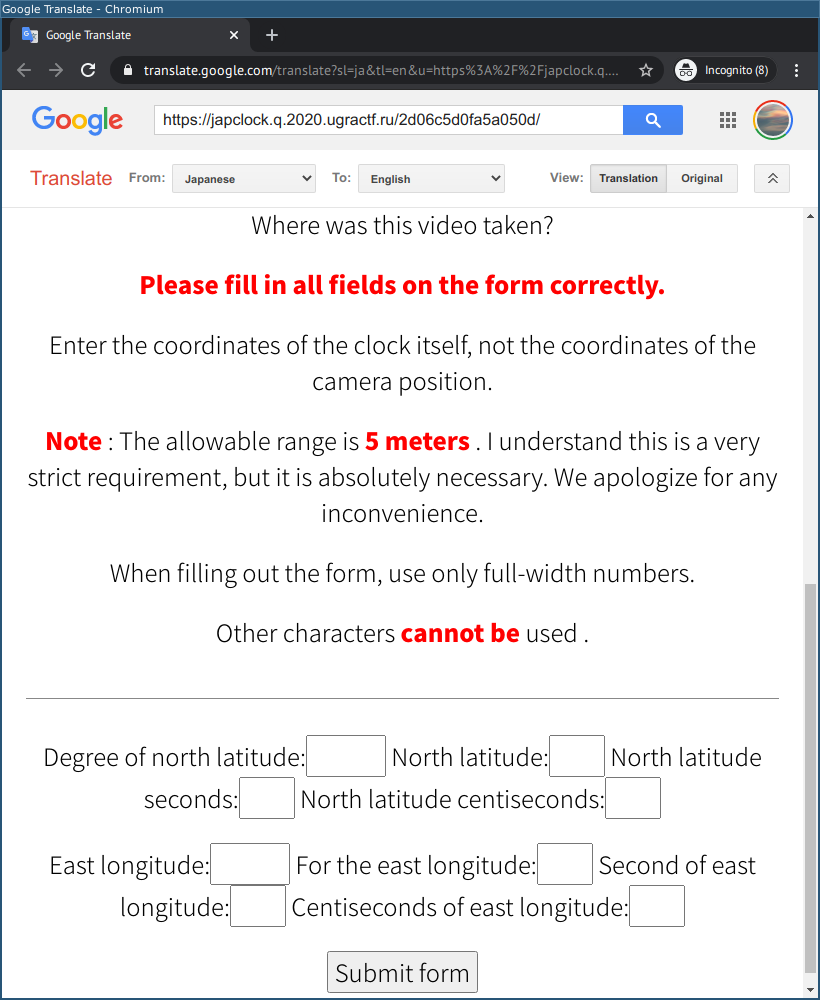 Google Translate - Chromium
Google Translate
translate.google.com/translate?sl=ja&tl=en&u=https%3A%2F%2Fjapclock.q.... Incognito (8)
Google https://japclock.q.2020.ugractf.ru/2d06c5d0fa5a050d/
Translate From: Japanese To: English View: Translation Original
Where was this video taken?
Please fill in all fields on the form correctly.
Enter the coordinates of the clock itself, not the coordinates of the
camera position.
Note : The allowable range is 5 meters . I understand this is a very
strict requirement, but it is absolutely necessary. We apologize for any
inconvenience.
When filling out the form, use only full-width numbers.
Other characters cannot be used .
Degree of north latitude: North latitude: North latitude
seconds: North latitude centiseconds:
East longitude: For the east longitude: Second of east
longitude: Centiseconds of east longitude:
Submit form